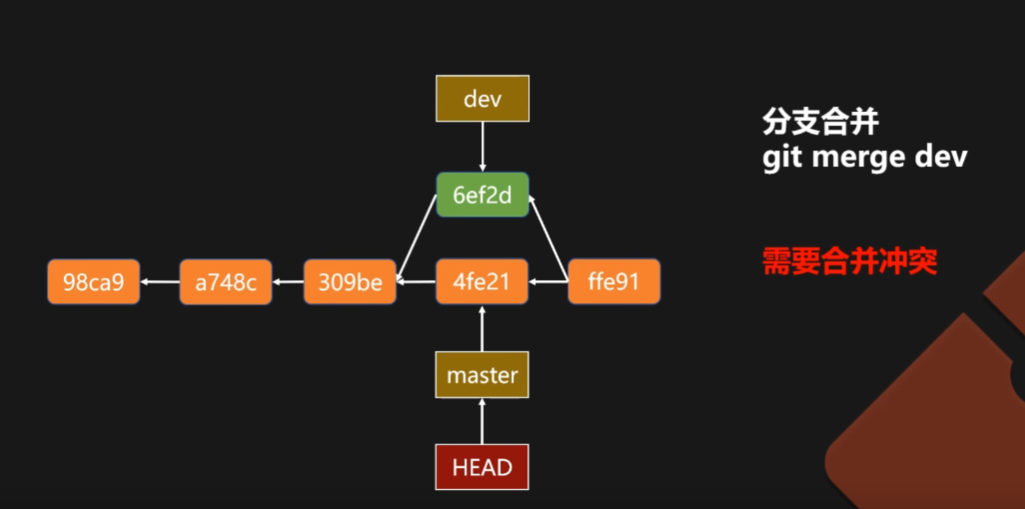 dev
分支合并
git merge dev
6ef2d
需要合并冲突
98ca9
a748c
309be
4fe21
ffe91
master
HEAD